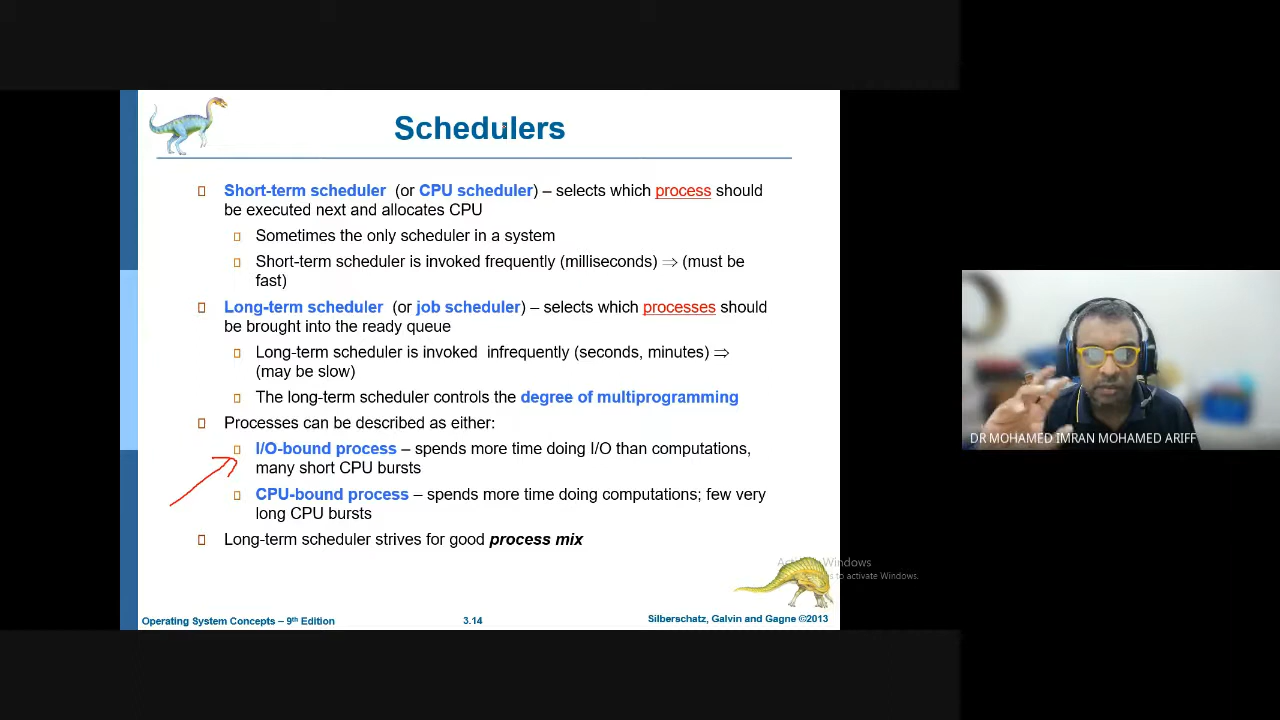 Schedulers
Short-term scheduler (or CPU scheduler) – selects which process should
be executed next and allocates CPU
Sometimes the only scheduler in a system
Short-term scheduler is invoked frequently (milliseconds) ⇒ (must be
fast)
Long-term scheduler (or job scheduler) – selects which processes should
be brought into the ready queue
Long-term scheduler is invoked infrequently (seconds, minutes) ⇒
(may be slow)
The long-term scheduler controls the degree of multiprogramming
Processes can be described as either:
I/O-bound process – spends more time doing I/O than computations,
many short CPU bursts
CPU-bound process – spends more time doing computations; few very
long CPU bursts
Long-term scheduler strives for good process mix
Windows
to activate Windows.
Operating System Concepts – 9th Edition
3.14
Silberschatz, Galvin and Gagne ©2013
DR MOHAMED IMRAN MOHAMED ARIFF